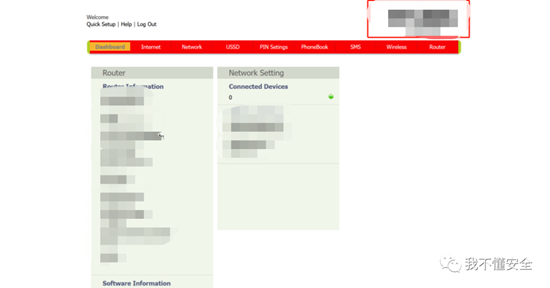 Welcome
Quick Setup | Help | Log Out
Dashboard Internet Network USSD PIN Settings PhoneBook SMS Wireless Router
Router
Router Information
Software Information
Network Setting
Connected Devices
0
我不懂安全